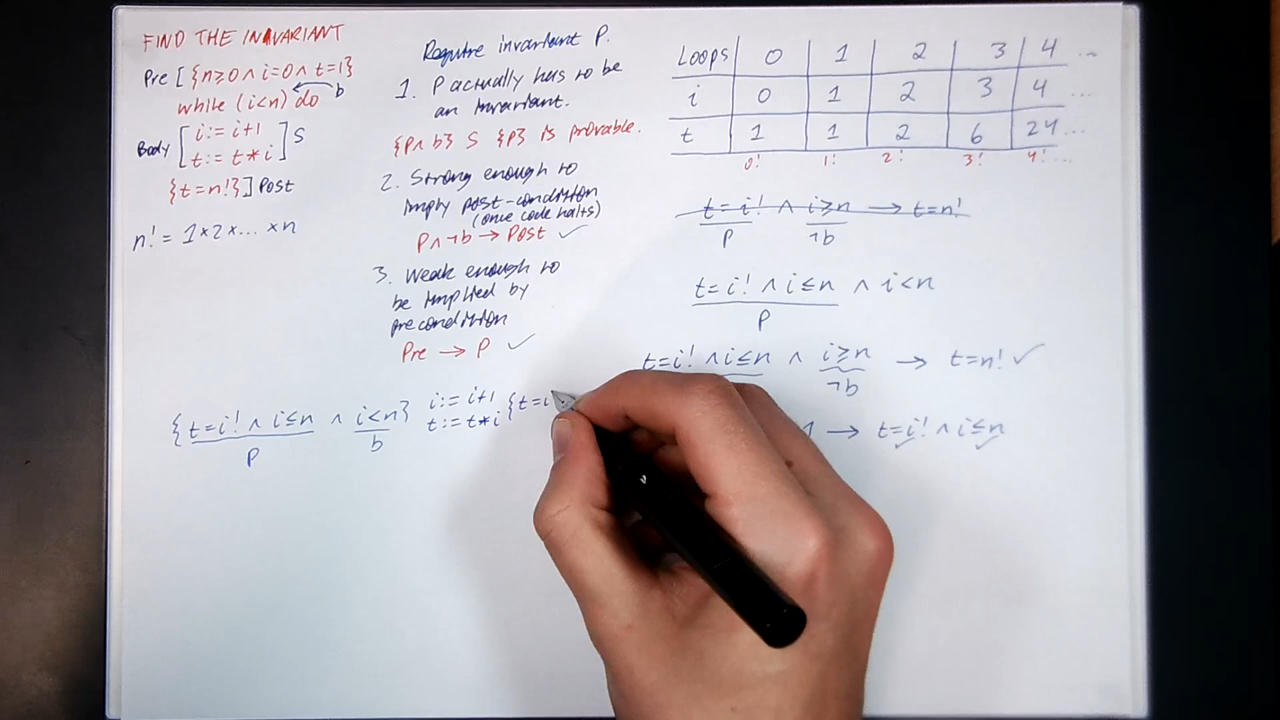 FIND THE INVARIANT
Pre [ {n≥0 ∧ i=0 ∧ t=1}
while (i<n) do b
Body [ i:= i+1
t:= t*i ] S
{t=n!} ] Post
n! = 1*2*... *n
Require invariant P.
1. P actually has to be
an invariant.
{P∧b} S {P} is provable.
2. Strong enough to
imply post-condition
(once code halts)
P∧¬b → Post ✓
3. Weak enough to
be implied by
precondition
Pre → P ✓
Loops 0 1 2 3 4 ...
i 0 1 2 3 4 ...
t 1 1 2 6 24 ...
0! 1! 2! 3! 4! ...
t=i! ∧ i≥n → t=n!
P ¬b
t=i! ∧ i≤n ∧ i<n
P
t=i! ∧ i≤n ∧ i≥n → t=n! ✓
¬b
1 → t=i! ∧ i≤n
✓ ✓
{t=i! ∧ i≤n ∧ i<n} i:= i+1 {t=i
P b t:= t*i